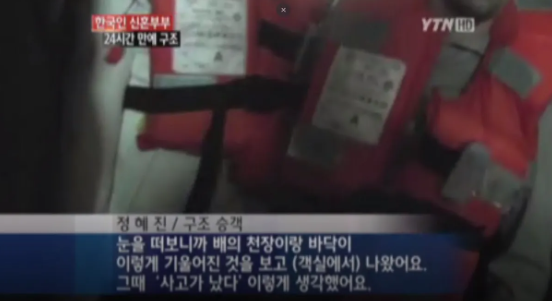 한국인 신혼부부
24시간 만에 구조
YTN HD
A
A
정혜진 / 구조 승객
눈을 떠보니까 배의 천장이랑 바닥이
이렇게 기울어진 것을 보고 (객실에서) 나왔어요.
그때 '사고가 났다' 이렇게 생각했어요.